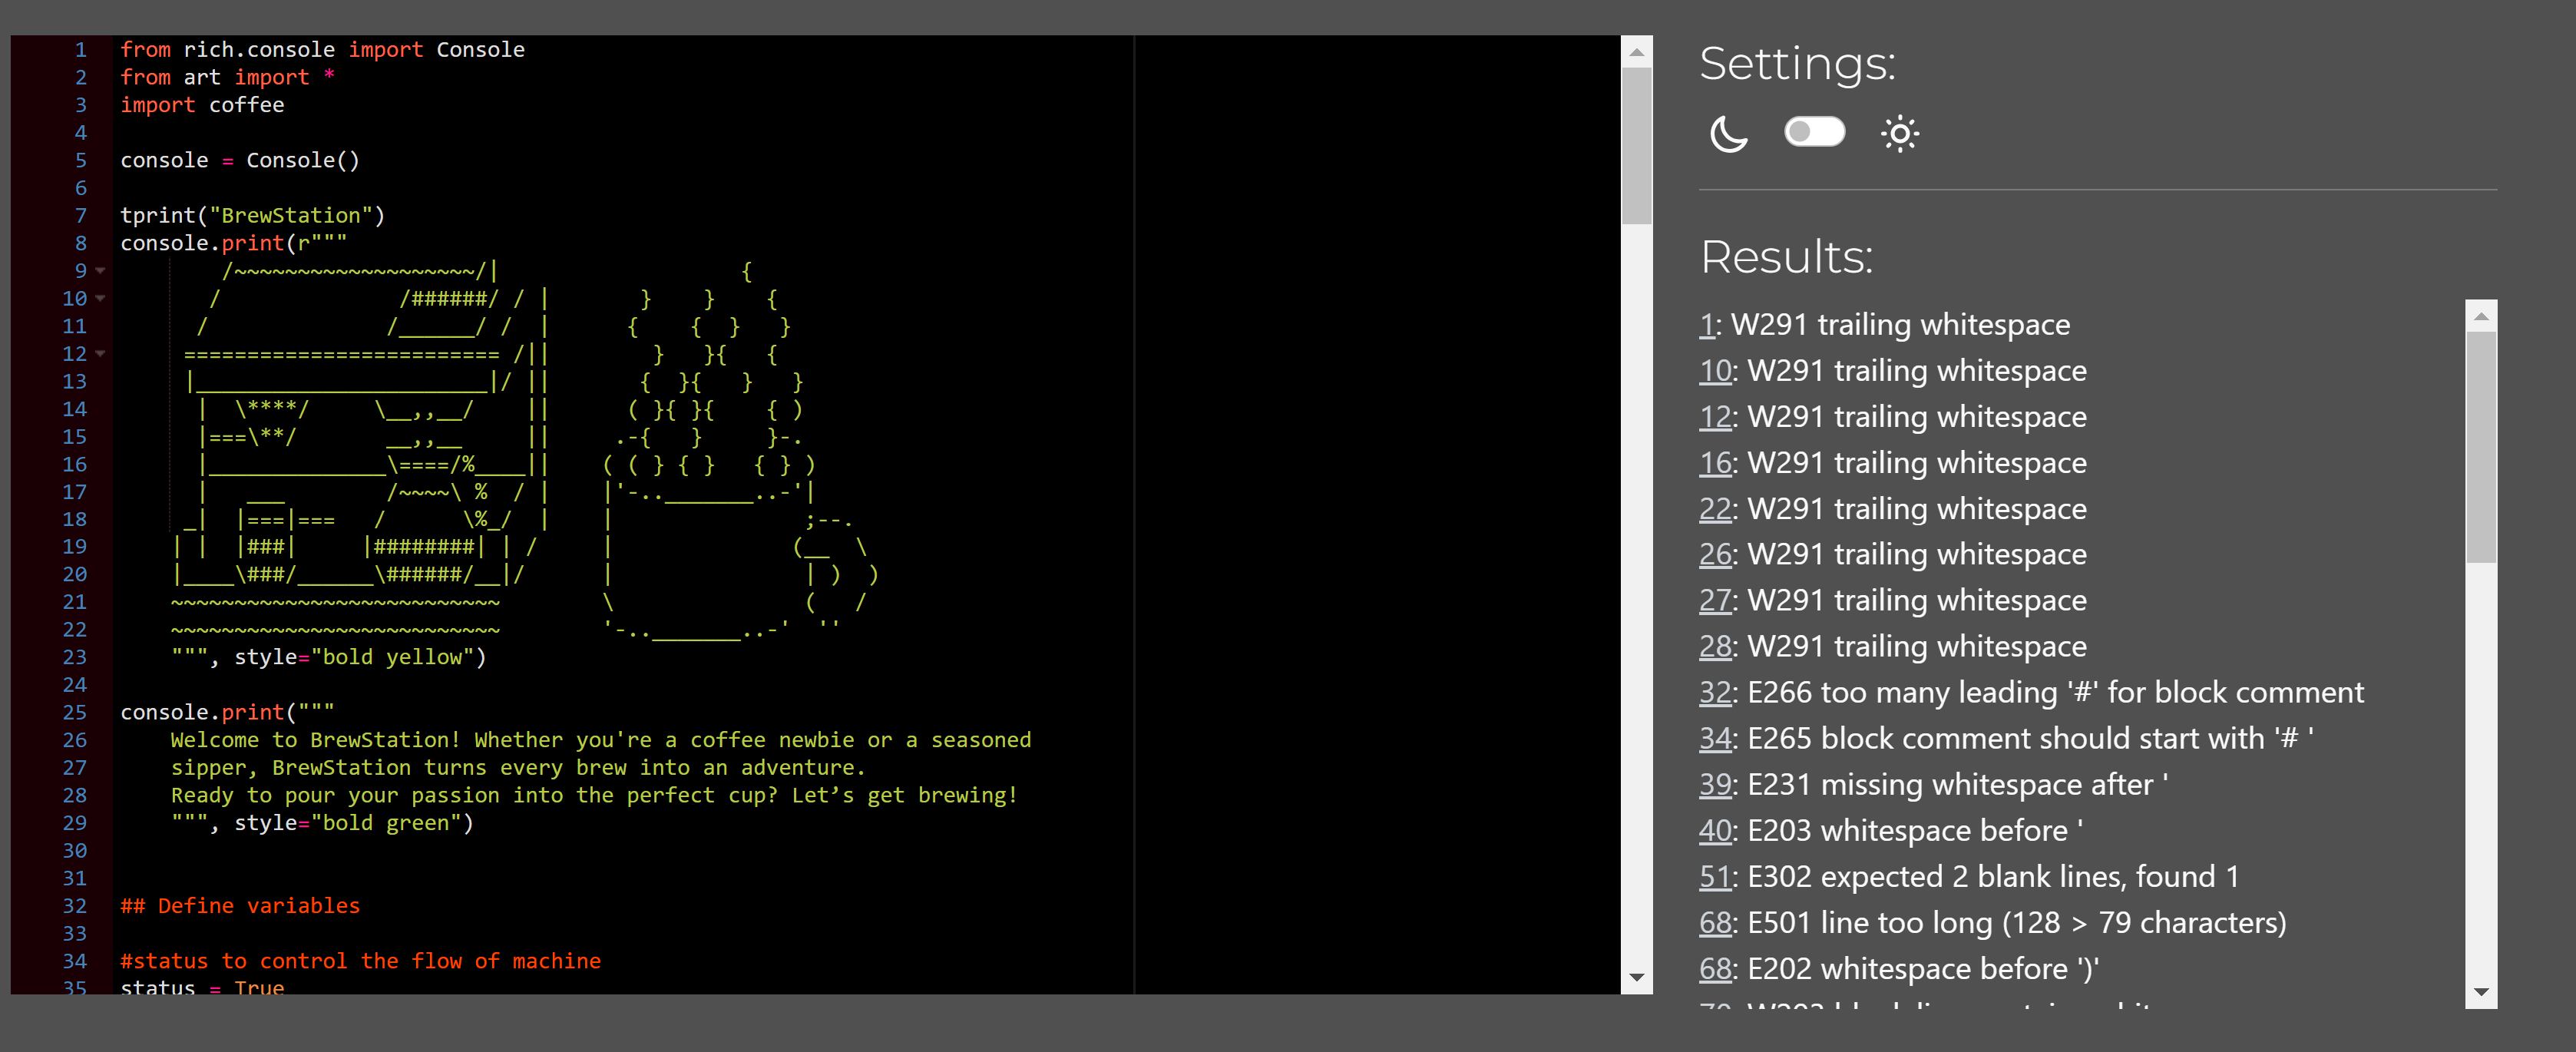 1 from rich.console import Console
2 from art import *
3 import coffee
4
5 console = Console()
6
7 tprint("BrewStation")
8 console.print(r"""
9         /~~~~~~~~~~~~~~~~~~~/|                   {
10        /              /######/ / |       }    }    {
11       /              /______/ /  |      {    {  }   }
12      ========================= /||        }   }{   {
13      |_______________________|/ ||       {  }{   }   }
14       |  \****/     \__,,__/    ||      ( }{ }{    { )
15       |===\**/       __,,__     ||     .-{   }     }-.
16       |______________\====/%____||    ( ( } { }   { } )
17       |   ___        /~~~~\ %  / |    |'-.._______..-'|
18      _|  |===|===   /      \%_/  |    |               ;--.
19     | |  |###|     |########| | /     |              (__  \
20     |____\###/______\######/__|/      |               | )  )
21     ~~~~~~~~~~~~~~~~~~~~~~~~~~        \               (   /
22     ~~~~~~~~~~~~~~~~~~~~~~~~~~        '-.._______..-'  ''
23     """, style="bold yellow")
24
25 console.print("""
26     Welcome to BrewStation! Whether you're a coffee newbie or a seasoned
27     sipper, BrewStation turns every brew into an adventure.
28     Ready to pour your passion into the perfect cup? Let’s get brewing!
29     """, style="bold green")
30
31
32 ## Define variables
33
34 #status to control the flow of machine
35 status = True
Settings:
Results:
1: W291 trailing whitespace
10: W291 trailing whitespace
12: W291 trailing whitespace
16: W291 trailing whitespace
22: W291 trailing whitespace
26: W291 trailing whitespace
27: W291 trailing whitespace
28: W291 trailing whitespace
32: E266 too many leading '#' for block comment
34: E265 block comment should start with '# '
39: E231 missing whitespace after '
40: E203 whitespace before '
51: E302 expected 2 blank lines, found 1
68: E501 line too long (128 > 79 characters)
68: E202 whitespace before ')'